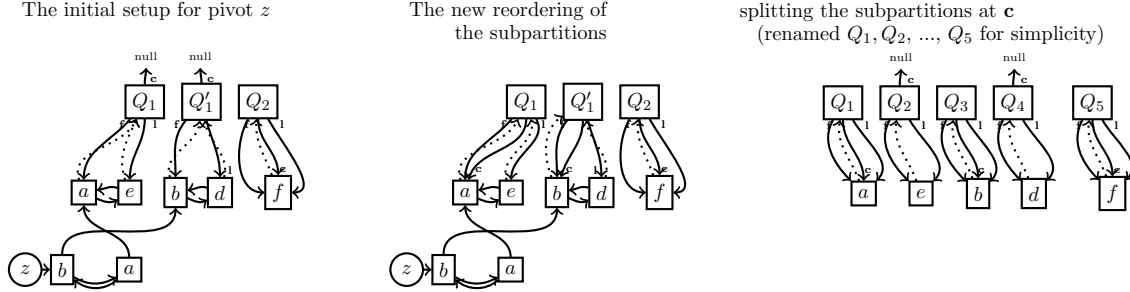 The initial setup for pivot z
The new reordering of
the subpartitions
splitting the subpartitions at c
(renamed Q1, Q2, ..., Q5 for simplicity)
null
null
c
c
Q1
Q'1
Q2
f
l
f
l
f
l
a
e
b
d
f
c
z
b
a
Q1
Q'1
Q2
f
l
f
l
f
l
a
c
e
b
c
d
l
f
c
z
b
a
null
null
c
c
Q1
Q2
Q3
Q4
Q5
f
l
f
l
f
l
f
l
f
l
a
c
e
b
c
d
f
c